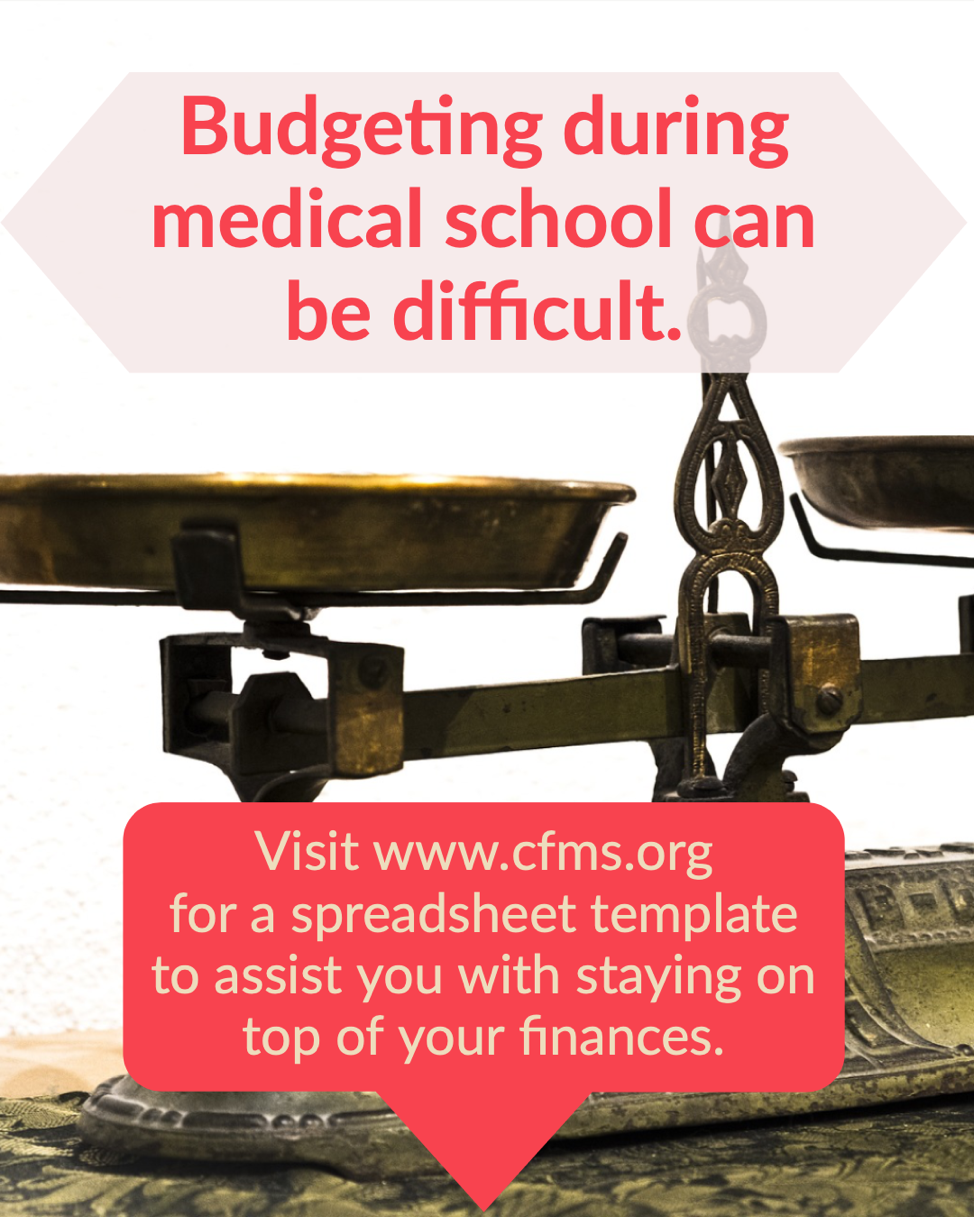 Budgeting during
medical school can
be difficult.
Visit www.cfms.org
for a spreadsheet template
to assist you with staying on
top of your finances.